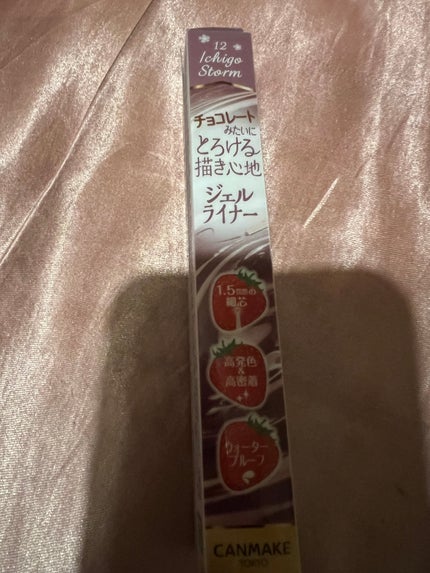 12
Ichigo
Storm
チョコレート
みたいに
とろける
描き心地
ジェル
ライナー
1.5mmの
細芯
高発色
&
高密着
ウォーター
プルーフ
CANMAKE
TOKYO